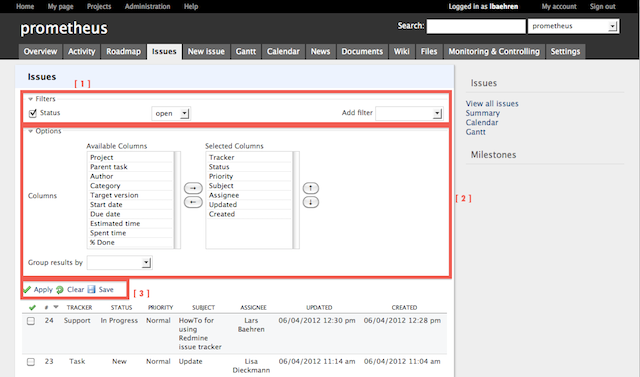 Home My page Projects Administration Help Logged in as lbaehren My account Sign out
Search: prometheus
prometheus
Overview Activity Roadmap Issues New issue Gantt Calendar News Documents Wiki Files Monitoring & Controlling Settings
Issues
[ 1 ]
Filters
Status open Add filter
Options
Available Columns Selected Columns
Project Tracker
Parent task Status
Author Priority
Category Subject
Target version Assignee
Start date Updated
Due date Created
Estimated time
Spent time
% Done
Columns
Group results by
[ 2 ]
Apply Clear Save
[ 3 ]
# TRACKER STATUS PRIORITY SUBJECT ASSIGNEE UPDATED CREATED
24 Support In Progress Normal HowTo for using Redmine issue tracker Lars Baehren 06/04/2012 12:30 pm 06/04/2012 12:28 pm
23 Task New Normal Update Lisa Dieckmann 06/04/2012 11:14 am 06/04/2012 11:04 am
Issues
View all issues
Summary
Calendar
Gantt
Milestones